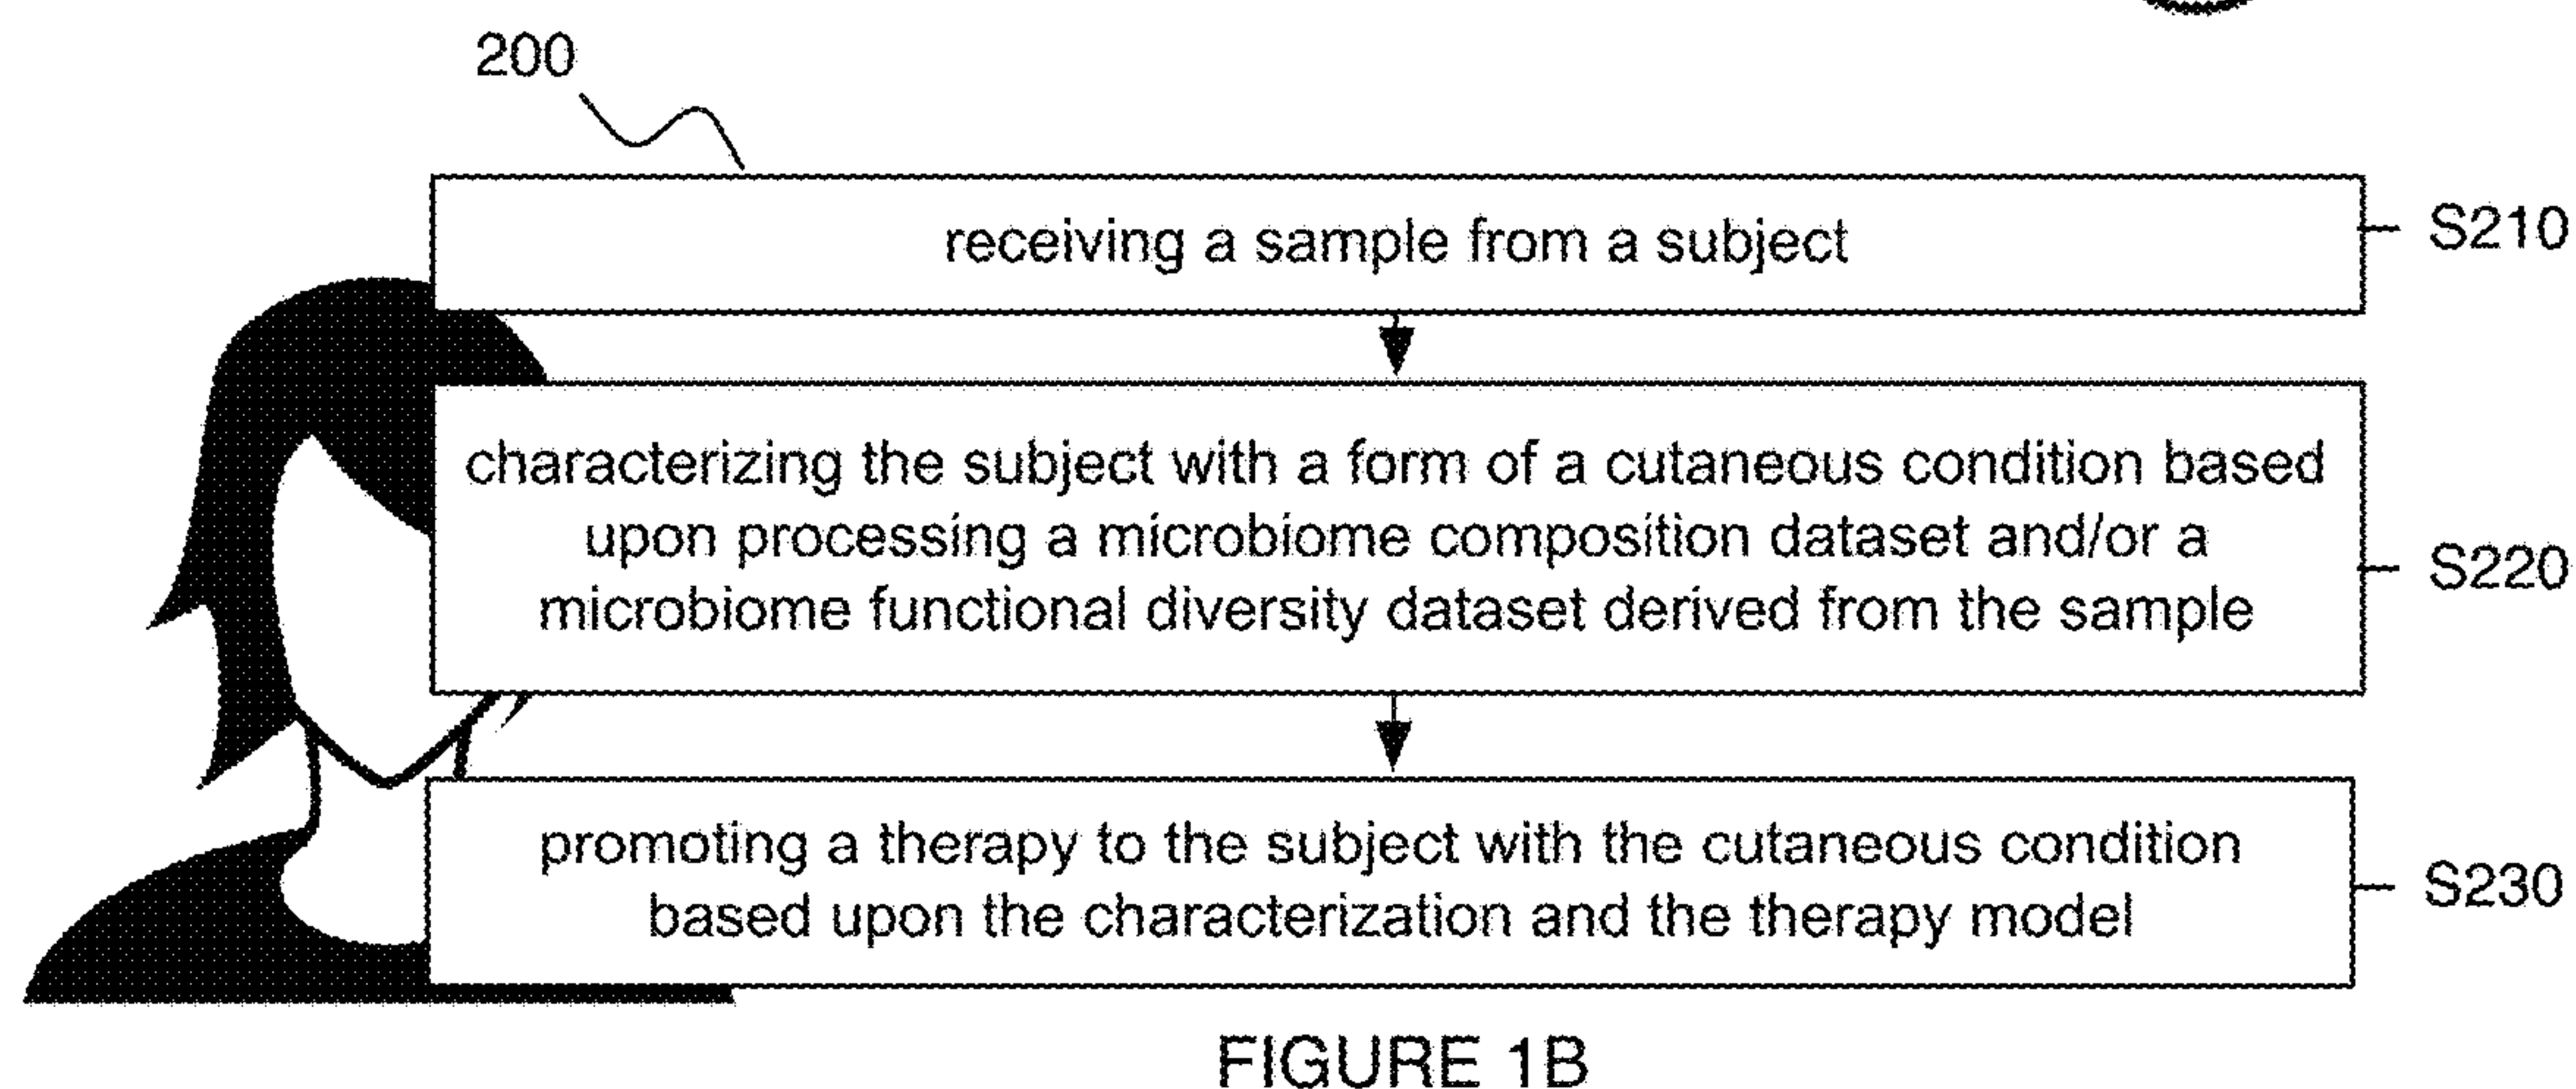 200
receiving a sample from a subject
S210
characterizing the subject with a form of a cutaneous condition based
upon processing a microbiome composition dataset and/or a
microbiome functional diversity dataset derived from the sample
S220
promoting a therapy to the subject with the cutaneous condition
based upon the characterization and the therapy model
S230
FIGURE 1B